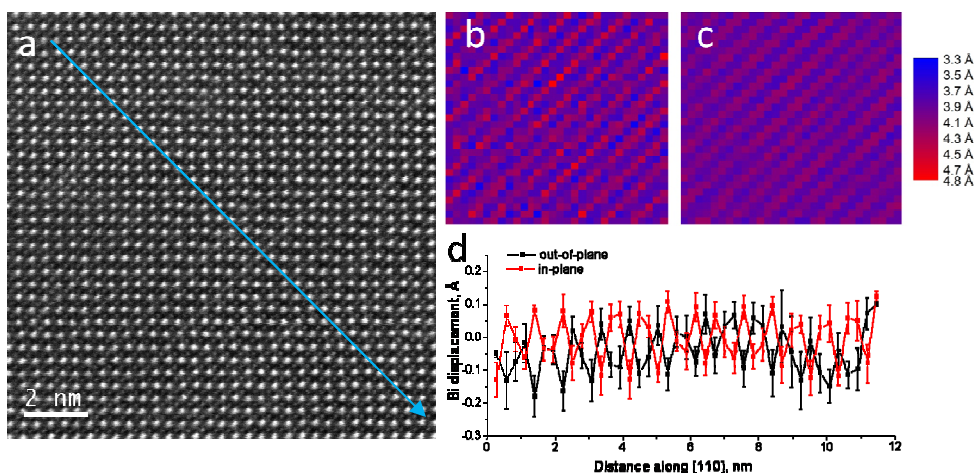 a
2 nm
b
c
3.3 Å
3.5 Å
3.7 Å
3.9 Å
4.1 Å
4.3 Å
4.5 Å
4.7 Å
4.8 Å
d
out-of-plane
in-plane
0.2
0.1
0.0
-0.1
-0.2
-0.3
Bi displacament, Å
0
2
4
6
8
10
12
Distance along [110], nm